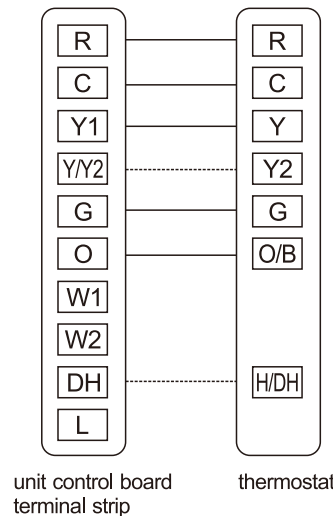 R R
C C
Y1 Y
Y/Y2 Y2
G G
O O/B
W1
W2
DH H/DH
L
unit control board thermostat
terminal strip